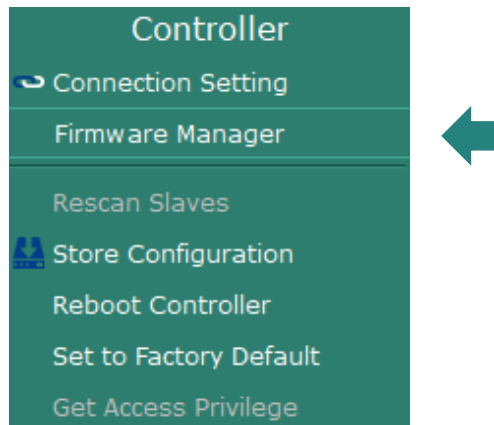 Controller
Connection Setting
Firmware Manager
Rescan Slaves
Store Configuration
Reboot Controller
Set to Factory Default
Get Access Privilege